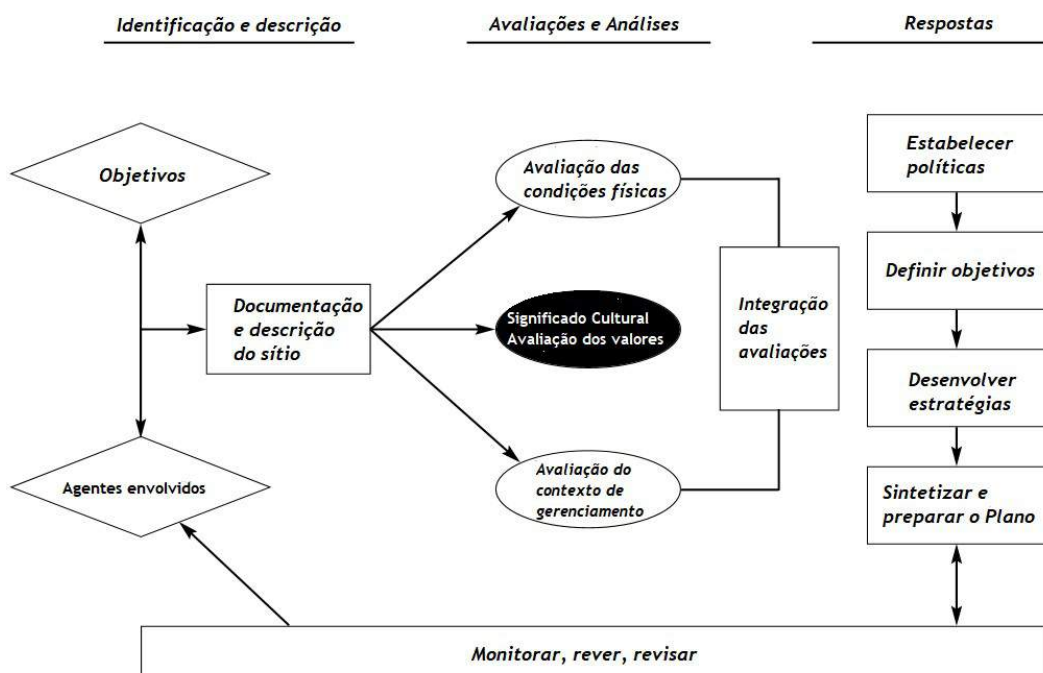 Identificação e descrição
Avaliações e Análises
Respostas
Objetivos
Agentes envolvidos
Documentação
e descrição
do sítio
Avaliação das
condições físicas
Significado Cultural
Avaliação dos valores
Avaliação do
contexto de
gerenciamento
Integração
das
avaliações
Estabelecer
políticas
Definir objetivos
Desenvolver
estratégias
Sintetizar e
preparar o Plano
Monitorar, rever, revisar